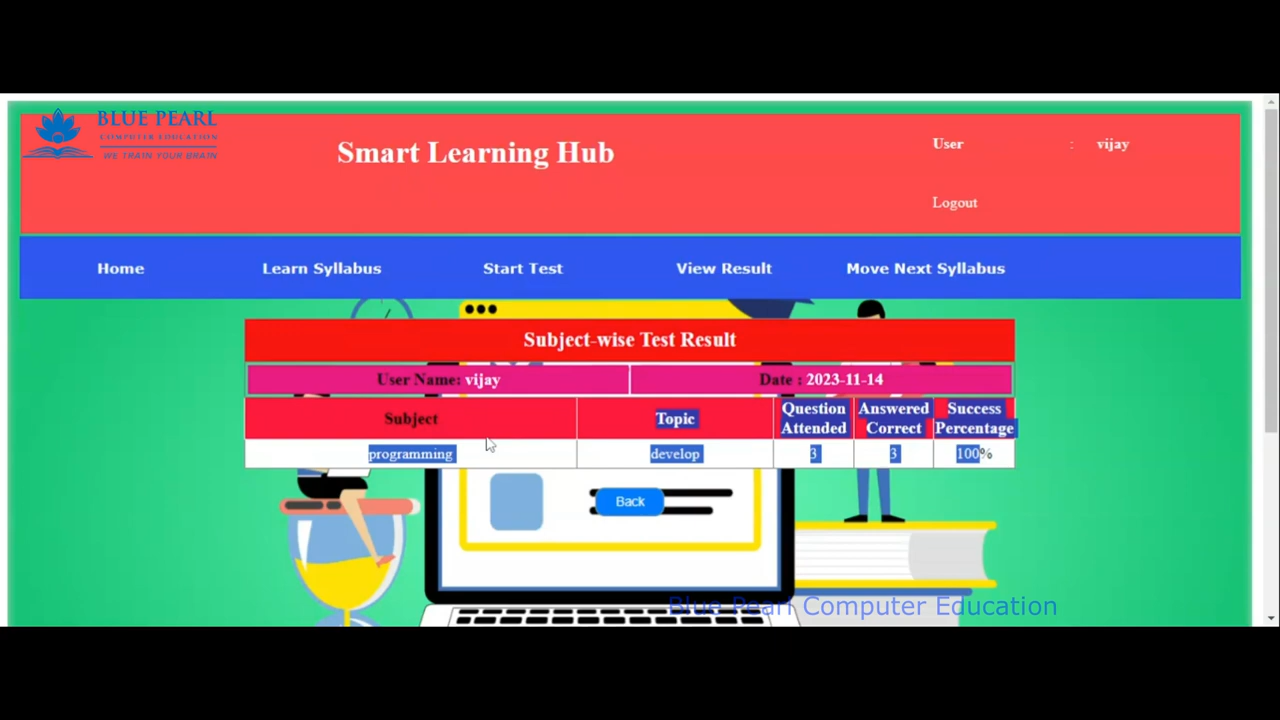 BLUE PEARL
COMPUTER EDUCATION
WE TRAIN YOUR BRAIN
Smart Learning Hub
User : vijay
Logout
Home Learn Syllabus Start Test View Result Move Next Syllabus
Subject-wise Test Result
User Name: vijay Date : 2023-11-14
Subject Topic Question Attended Answered Correct Success Percentage
programming develop 3 3 100%
Back
Blue Pearl Computer Education